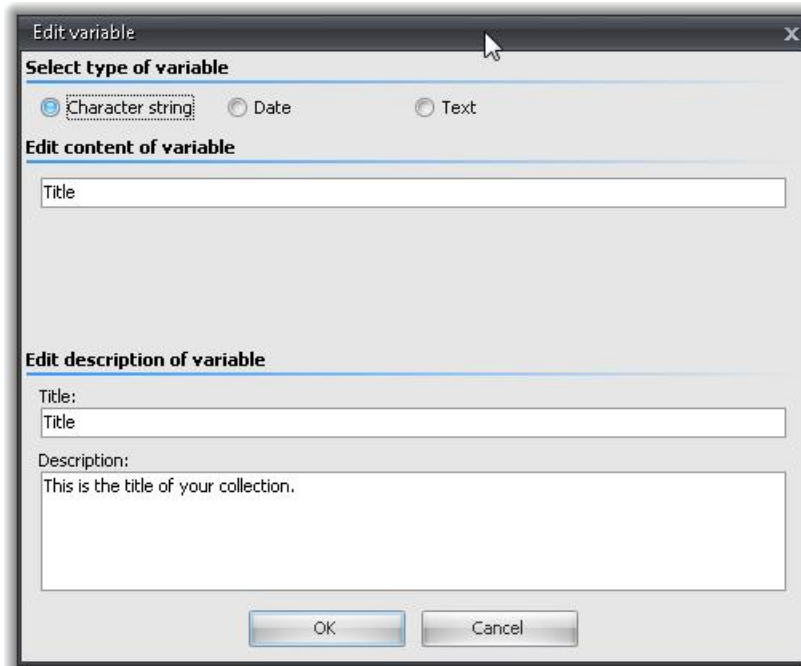 Edit variable
Select type of variable
Character string Date Text
Edit content of variable
Title
Edit description of variable
Title:
Title
Description:
This is the title of your collection.
OK Cancel